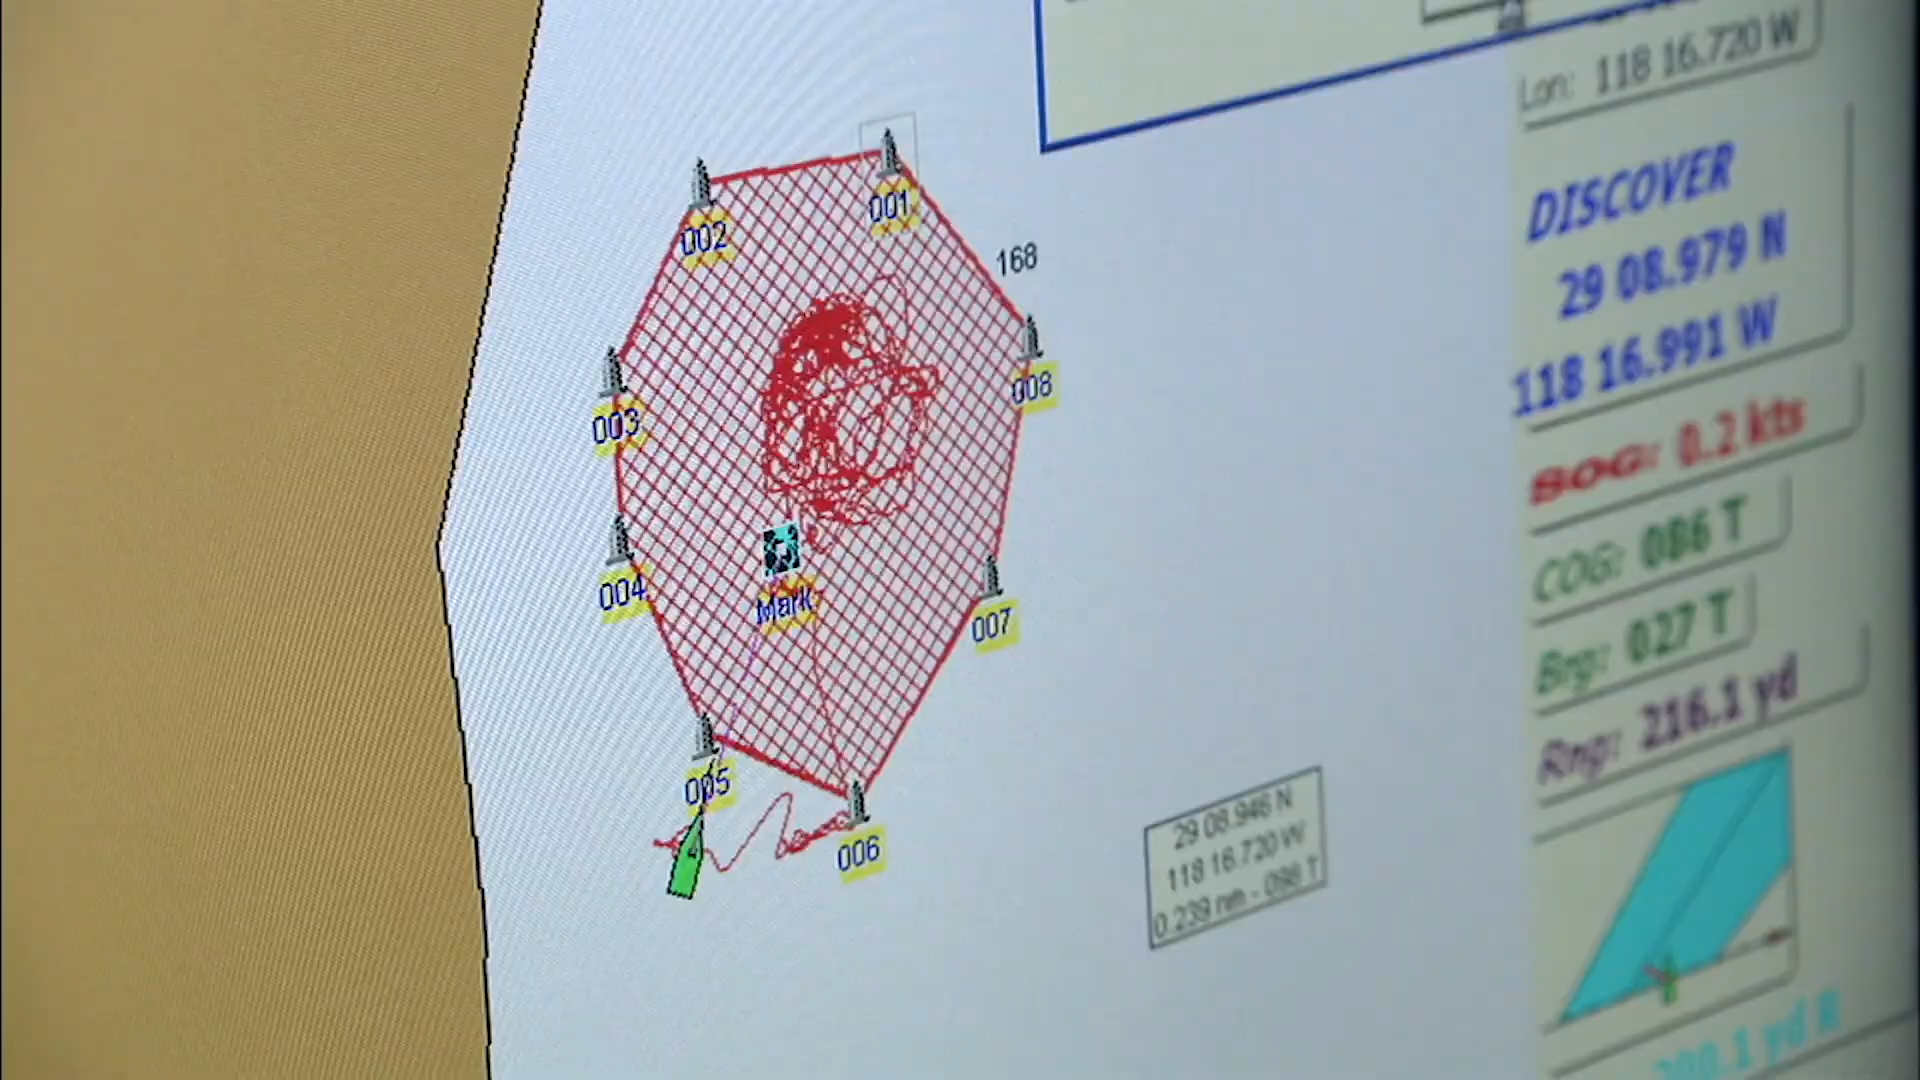 Lon: 118 16.720 W
DISCOVER
29 08.979 N
118 16.991 W
SOG: 0.2 kts
COG: 086 T
Brg: 027 T
Rng: 216.1 yd
001
002
168
008
003
004
Mark
007
005
006
29 08.946 N
118 16.720 W
0.239 nm - 098 T